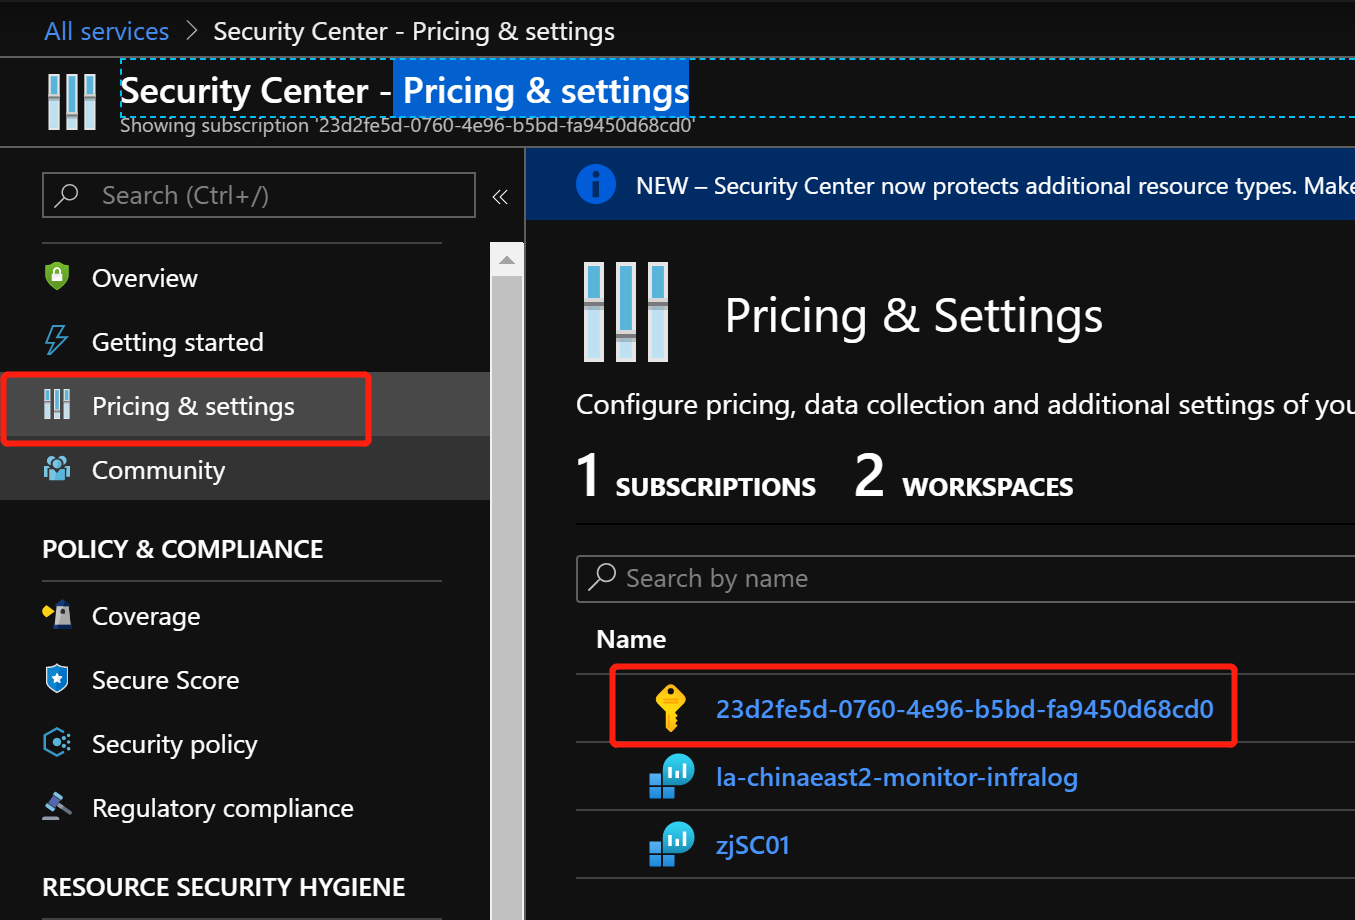 All services > Security Center - Pricing & settings
Security Center - Pricing & settings
Showing subscription '23d2fe5d-0760-4e96-b5bd-fa9450d68cd0'
Search (Ctrl+/) «
Overview
Getting started
Pricing & settings
Community
POLICY & COMPLIANCE
Coverage
Secure Score
Security policy
Regulatory compliance
RESOURCE SECURITY HYGIENE
NEW – Security Center now protects additional resource types. Make
Pricing & Settings
Configure pricing, data collection and additional settings of you
1 SUBSCRIPTIONS 2 WORKSPACES
Search by name
Name
23d2fe5d-0760-4e96-b5bd-fa9450d68cd0
la-chinaeast2-monitor-infralog
zjSC01